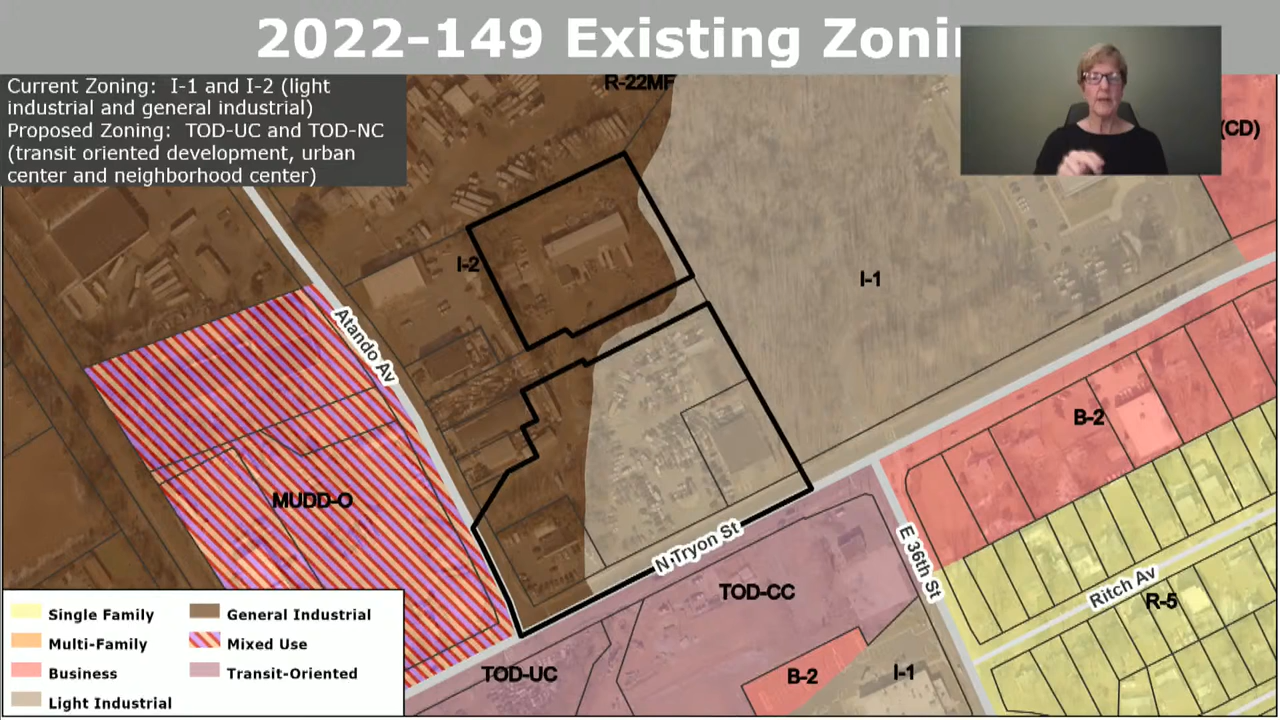 2022-149 Existing Zonin
Current Zoning: I-1 and I-2 (light
industrial and general industrial)
Proposed Zoning: TOD-UC and TOD-NC
(transit oriented development, urban
center and neighborhood center)
R-22MF
(CD)
I-2
I-1
Atando Av
B-2
MUDD-O
N Tryon St
E 36th St
TOD-CC
Ritch Av
R-5
TOD-UC
B-2
I-1
Single Family
Multi-Family
Business
Light Industrial
General Industrial
Mixed Use
Transit-Oriented